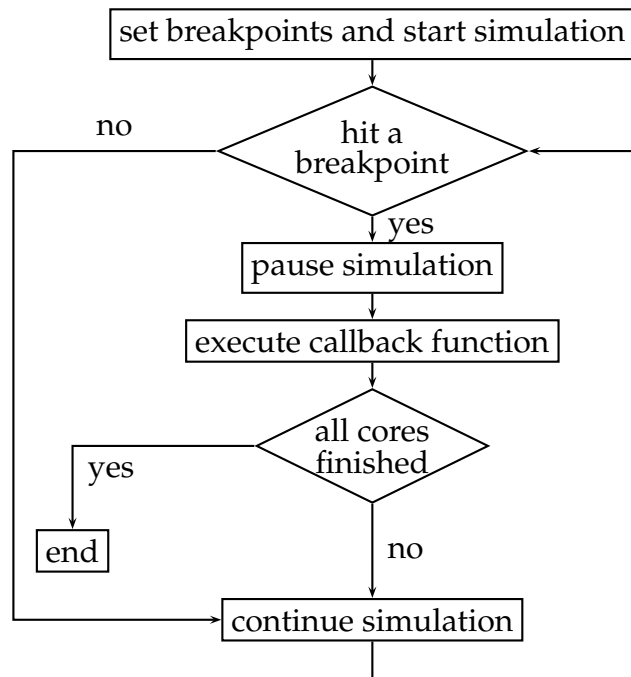 set breakpoints and start simulation
no
hit a
breakpoint
yes
pause simulation
execute callback function
all cores
finished
yes
end
no
continue simulation